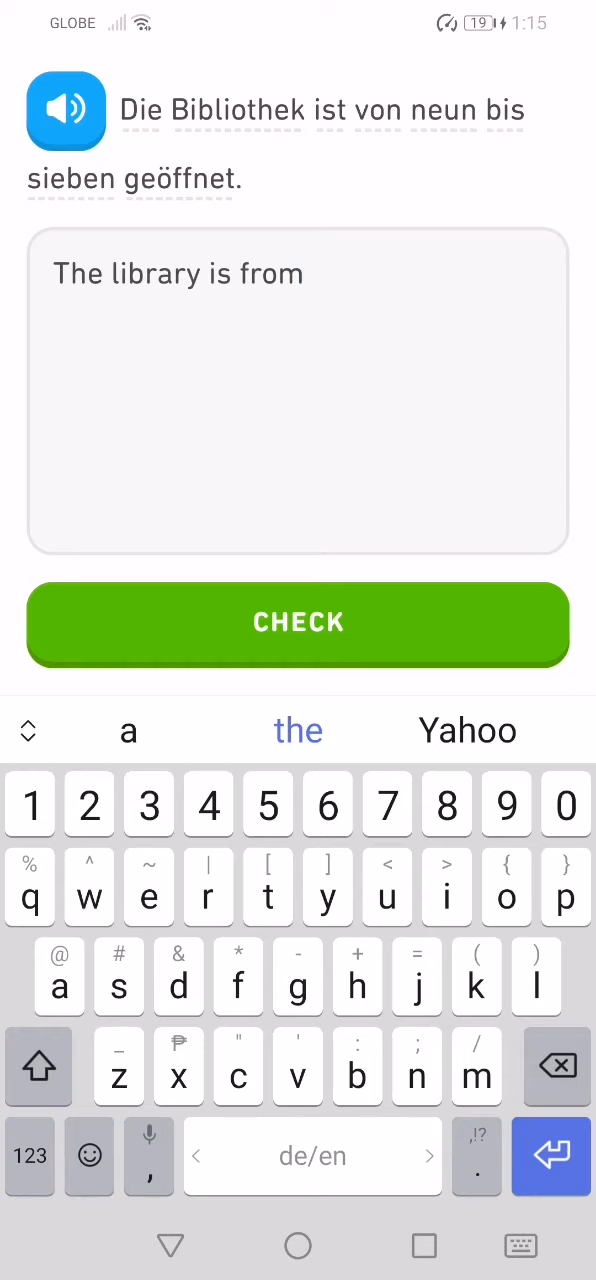 GLOBE 19 1:15
Die Bibliothek ist von neun bis
sieben geöffnet.
The library is from
CHECK
a the Yahoo
1 2 3 4 5 6 7 8 9 0
% ^ ~ | [ ] < > { }
q w e r t y u i o p
@ # & * - + = ( )
a s d f g h j k l
_ ₱ " ' : ; /
z x c v b n m
,!?
123 , < de/en > .